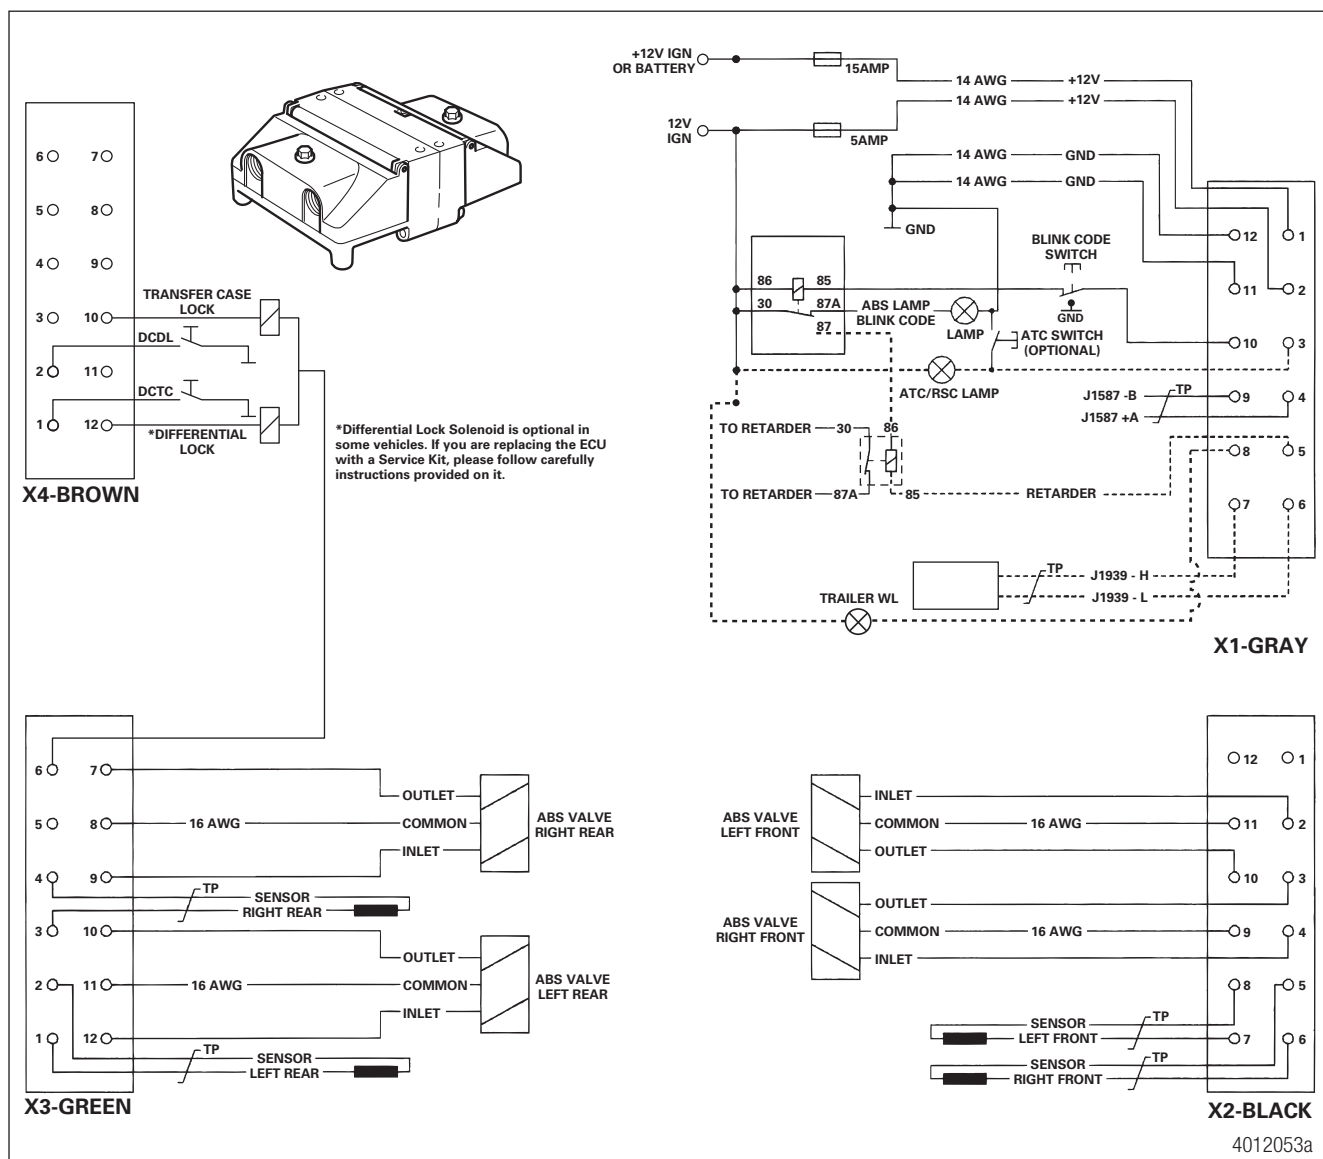 +12V IGN
OR BATTERY
15AMP
14 AWG
+12V
14 AWG
+12V
12V
IGN
5AMP
14 AWG
GND
14 AWG
GND
GND
BLINK CODE
SWITCH
GND
86
85
30
87A
87
ABS LAMP
BLINK CODE
LAMP
ATC SWITCH
(OPTIONAL)
ATC/RSC LAMP
J1587 -B
TP
J1587 +A
TO RETARDER
30
86
TO RETARDER
87A
85
RETARDER
TP
J1939 - H
J1939 - L
TRAILER WL
12
1
11
2
10
3
9
4
8
5
7
6
X1-GRAY
6
7
5
8
4
9
3
10
2
11
1
12
TRANSFER CASE
LOCK
DCDL
DCTC
*DIFFERENTIAL
LOCK
X4-BROWN
*Differential Lock Solenoid is optional in
some vehicles. If you are replacing the ECU
with a Service Kit, please follow carefully
instructions provided on it.
6
7
5
8
4
9
3
10
2
11
1
12
OUTLET
16 AWG
COMMON
INLET
ABS VALVE
RIGHT REAR
TP
SENSOR
RIGHT REAR
OUTLET
16 AWG
COMMON
INLET
ABS VALVE
LEFT REAR
TP
SENSOR
LEFT REAR
X3-GREEN
ABS VALVE
LEFT FRONT
INLET
COMMON
16 AWG
OUTLET
ABS VALVE
RIGHT FRONT
OUTLET
COMMON
16 AWG
INLET
SENSOR
LEFT FRONT
TP
SENSOR
RIGHT FRONT
TP
12
1
11
2
10
3
9
4
8
5
7
6
X2-BLACK
4012053a